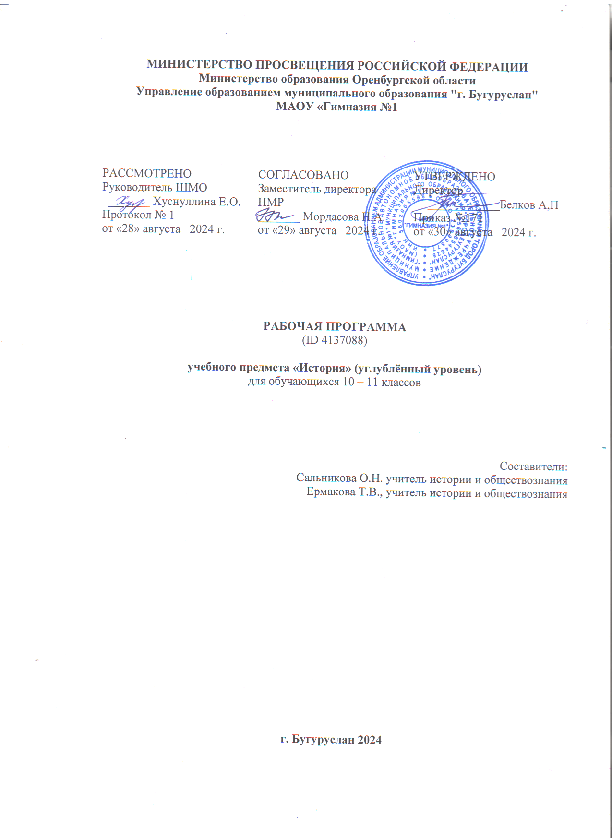 МИНИСТЕРСТВО ПРОСВЕЩЕНИЯ РОССИЙСКОЙ ФЕДЕРАЦИИ
Министерство образования Оренбургской области
Управление образованием муниципального образования "г. Бугуруслан"
МАОУ «Гимназия №1
РАССМОТРЕНО
Руководитель ШМО
Хуснуллина Е.О.
Протокол № 1
от «28» августа 2024 г.
СОГЛАСОВАНО
Заместитель директора
НМР
Мордасова
от «29» августа 2024
УТВЕРЖДЕНО
Директор
Белков А.П
Приказ №
от «30» августа 2024 г.
РАБОЧАЯ ПРОГРАММА
(ID 4137088)
учебного предмета «История» (углублённый уровень)
для обучающихся 10 – 11 классов
Составители:
Сальникова О.Н. учитель истории и обществознания
Ермакова Т.В., учитель истории и обществознания
г. Бугуруслан 2024